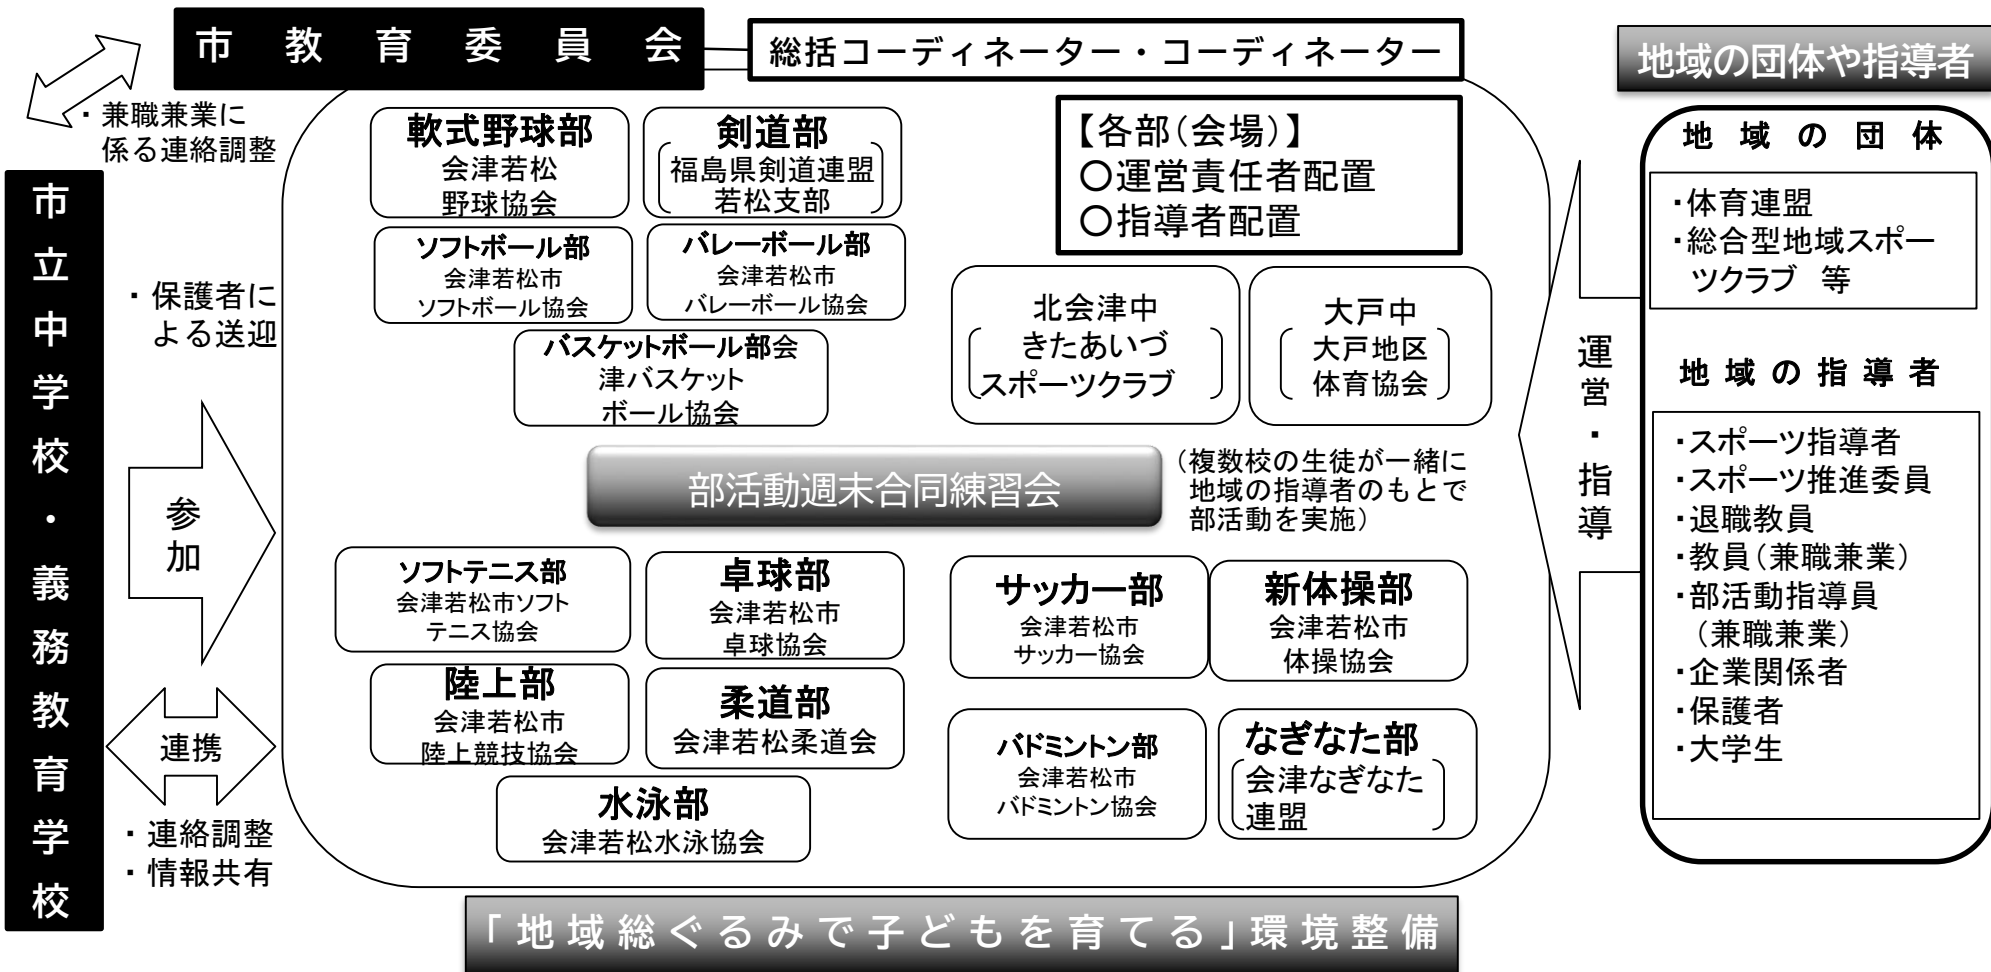 市教育委員会
総括コーディネーター・コーディネーター
地域の団体や指導者
・兼職兼業に
係る連絡調整
市立中学校・義務教育学校
・保護者に
よる送迎
参加
連携
・連絡調整
・情報共有
軟式野球部
会津若松
野球協会
剣道部
福島県剣道連盟
若松支部
ソフトボール部
会津若松市
ソフトボール協会
バレーボール部
会津若松市
バレーボール協会
バスケットボール部会
津バスケット
ボール協会
【各部(会場)】
〇運営責任者配置
〇指導者配置
北会津中
きたあいづ
スポーツクラブ
大戸中
大戸地区
体育協会
部活動週末合同練習会
(複数校の生徒が一緒に
地域の指導者のもとで
部活動を実施)
ソフトテニス部
会津若松市ソフト
テニス協会
卓球部
会津若松市
卓球協会
サッカー部
会津若松市
サッカー協会
新体操部
会津若松市
体操協会
陸上部
会津若松市
陸上競技協会
柔道部
会津若松柔道会
バドミントン部
会津若松市
バドミントン協会
なぎなた部
会津なぎなた
連盟
水泳部
会津若松水泳協会
運営・指導
地域の団体
・体育連盟
・総合型地域スポー
ツクラブ 等
地域の指導者
・スポーツ指導者
・スポーツ推進委員
・退職教員
・教員(兼職兼業)
・部活動指導員
(兼職兼業)
・企業関係者
・保護者
・大学生
「地域総ぐるみで子どもを育てる」環境整備